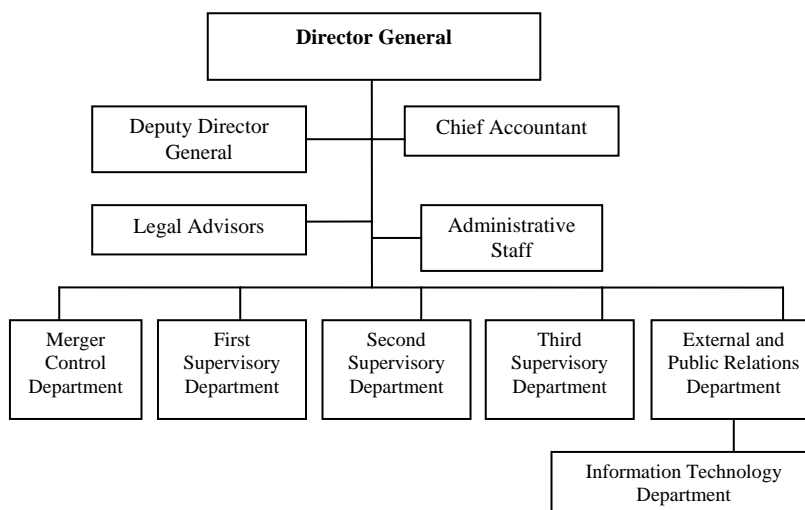 Director General
Deputy Director
General
Chief Accountant
Legal Advisors
Administrative
Staff
Merger
Control
Department
First
Supervisory
Department
Second
Supervisory
Department
Third
Supervisory
Department
External and
Public Relations
Department
Information Technology
Department